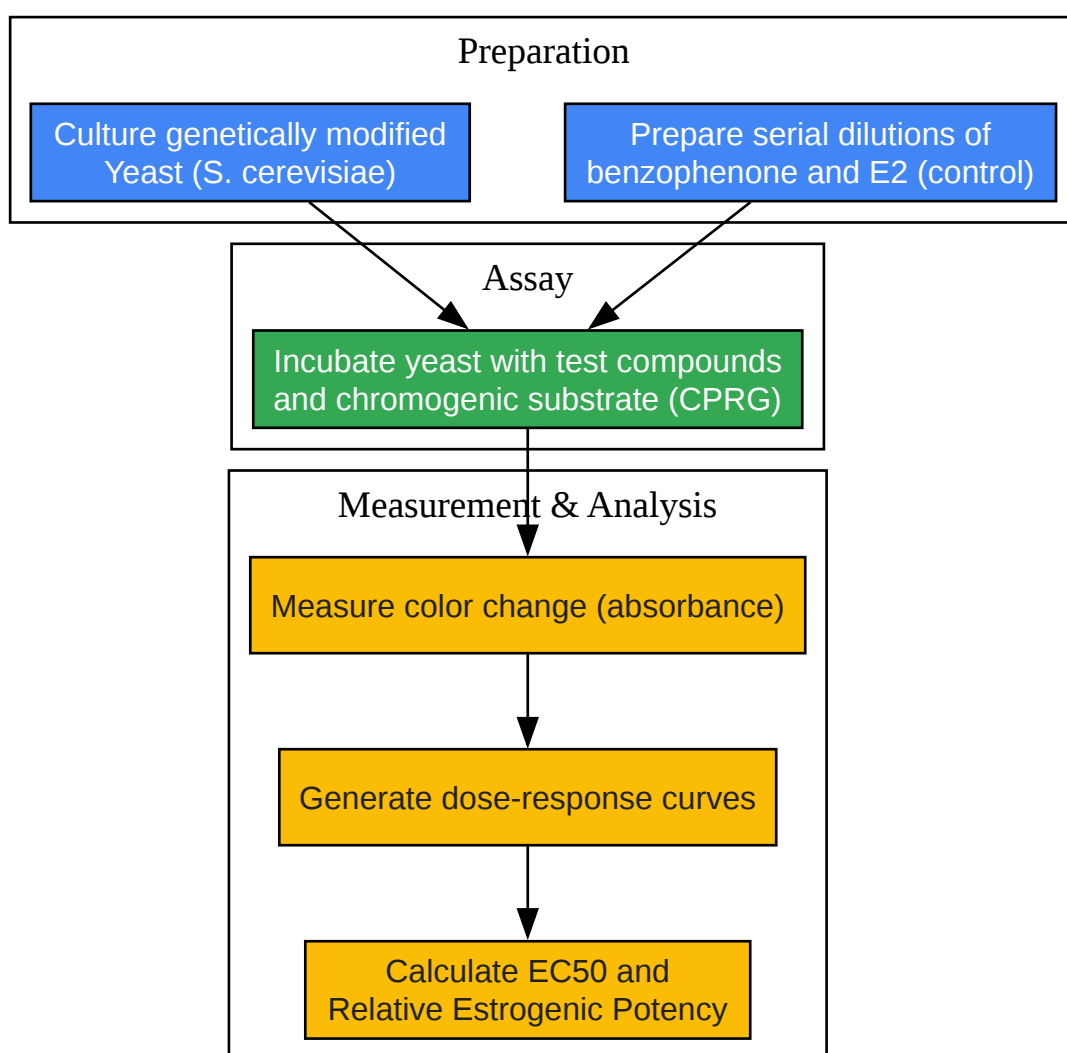 Preparation
Culture genetically modified
Yeast (S. cerevisiae)
Prepare serial dilutions of
benzophenone and E2 (control)
Assay
Incubate yeast with test compounds
and chromogenic substrate (CPRG)
Measurement & Analysis
Measure color change (absorbance)
Generate dose-response curves
Calculate EC50 and
Relative Estrogenic Potency